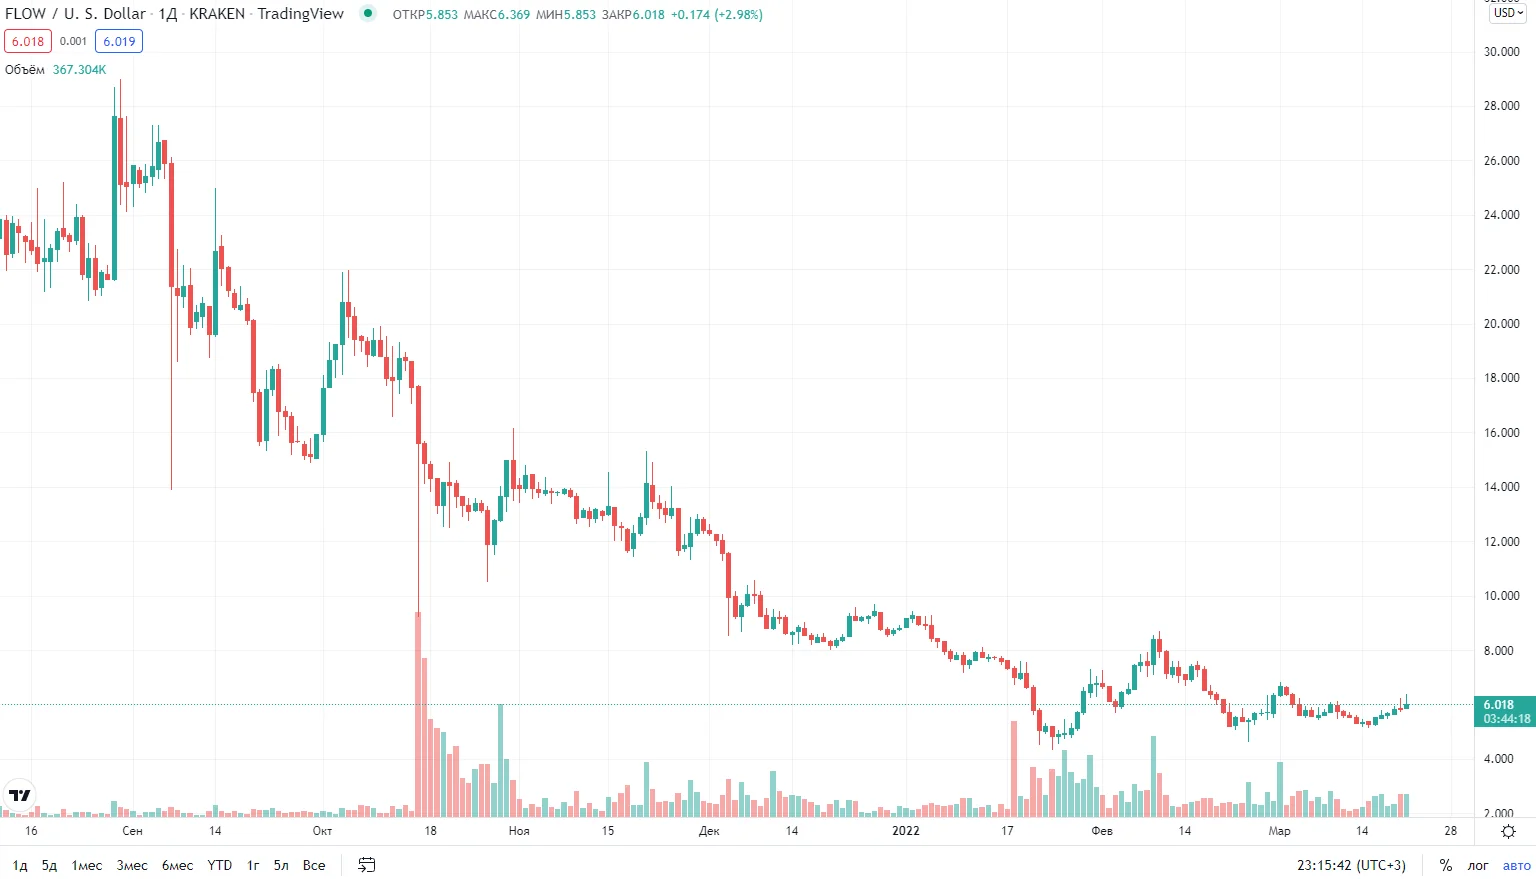 FLOW / U. S. Dollar · 1Д · KRAKEN · TradingView ОТКР5.853 МАКС6.369 МИН5.853 ЗАКР6.018 +0.174 (+2.98%)
USD
6.018 0.001 6.019
Объём 367.304K
30.000
28.000
26.000
24.000
22.000
20.000
18.000
16.000
14.000
12.000
10.000
8.000
6.018
03:44:18
4.000
2.000
16 Сен 14 Окт 18 Ноя 15 Дек 14 2022 17 Фев 14 Мар 14 28
1д 5д 1мес 3мес 6мес YTD 1г 5л Все 23:15:42 (UTC+3) % лог авто